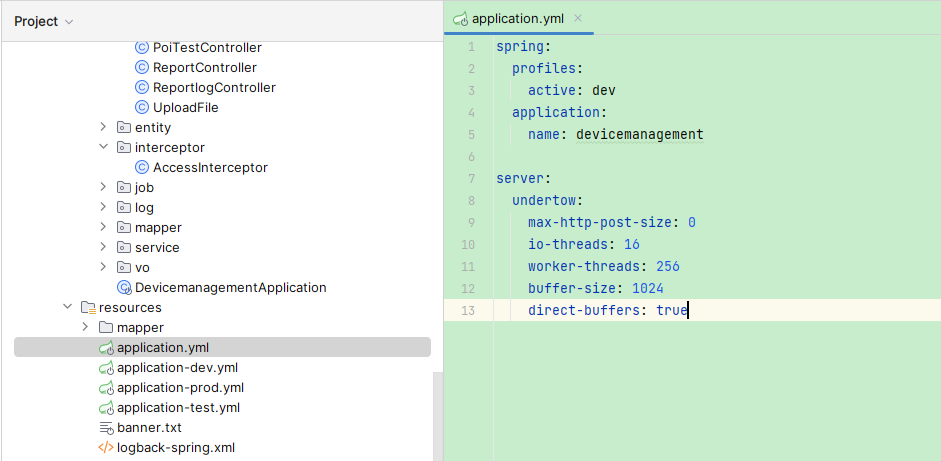 Project
PoiTestController
ReportController
ReportlogController
UploadFile
entity
interceptor
AccessInterceptor
job
log
mapper
service
vo
DevicemanagementApplication
resources
mapper
application.yml
application-dev.yml
application-prod.yml
application-test.yml
banner.txt
logback-spring.xml
application.yml
1 spring:
2 profiles:
3 active: dev
4 application:
5 name: devicemanagement
6
7 server:
8 undertow:
9 max-http-post-size: 0
10 io-threads: 16
11 worker-threads: 256
12 buffer-size: 1024
13 direct-buffers: true